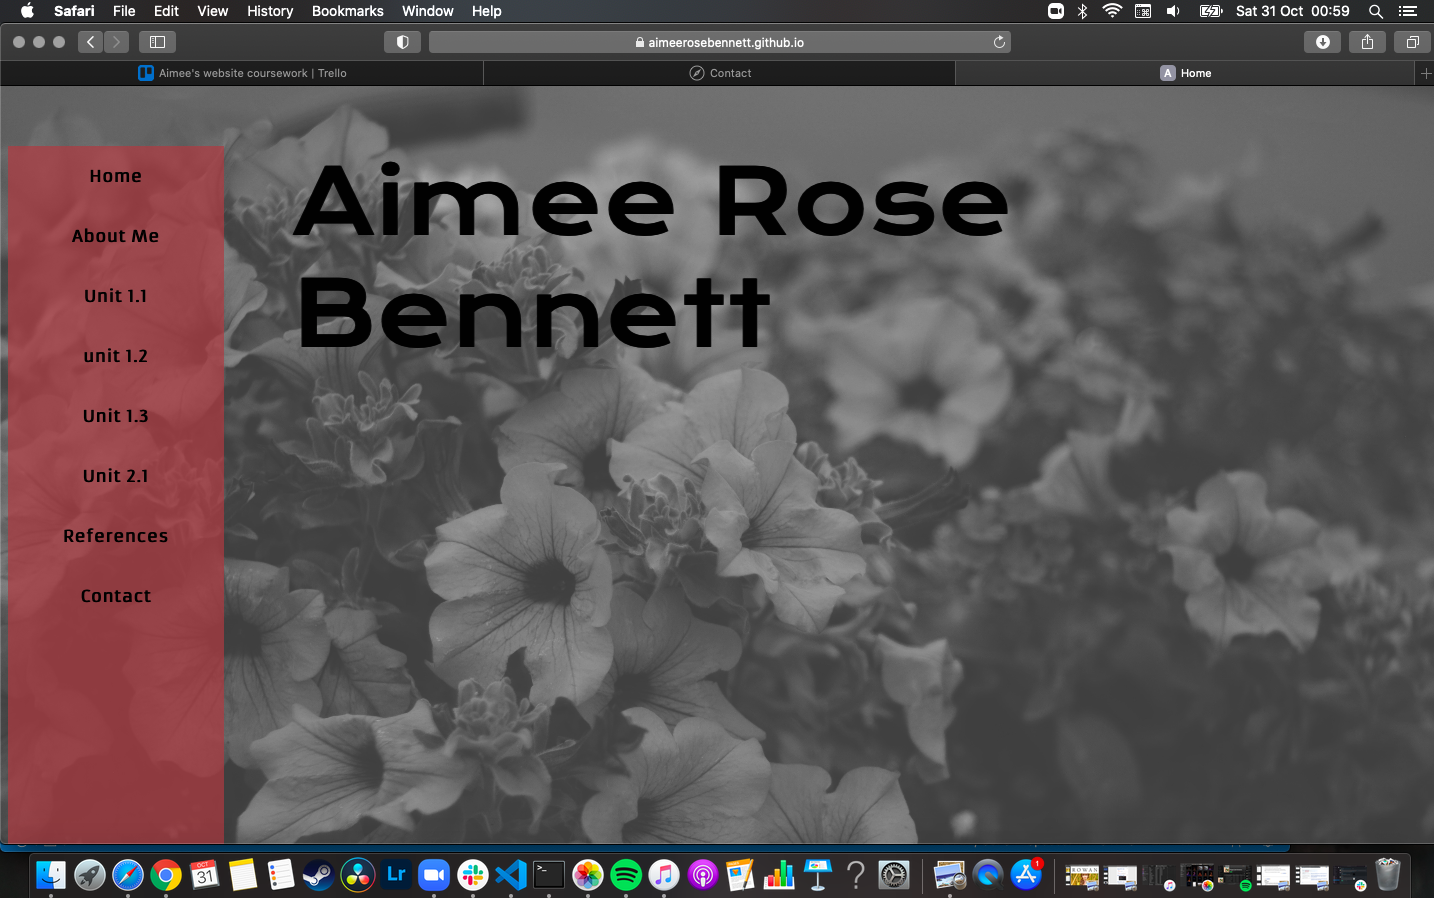 Safari File Edit View History Bookmarks Window Help Sat 31 Oct 00:59
aimeerosebennett.github.io
Aimee's website coursework | Trello Contact A Home
Home
About Me
Unit 1.1
unit 1.2
Unit 1.3
Unit 2.1
References
Contact
Aimee Rose
Bennett
OCT
31
Lr
1
ROWAN